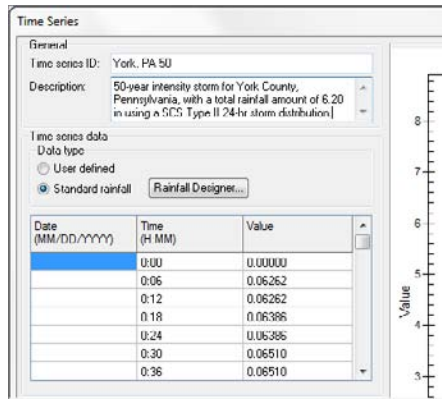 Time Series
General
Time series ID: York, PA 50
Description: 50-year intensity storm for York County,
Pennsylvania, with a total rainfall amount of 6.20
in using a SCS Type II 24-hr storm distribution.
Time series data
Data type
User defined
Standard rainfall Rainfall Designer...
Date Time Value
(MM/DD/YYYY) (H:MM)
0:00 0.00000
0:06 0.06262
0:12 0.06262
0:18 0.06386
0:24 0.06386
0:30 0.06510
0:36 0.06510
8
7
6
5
4
3
Value